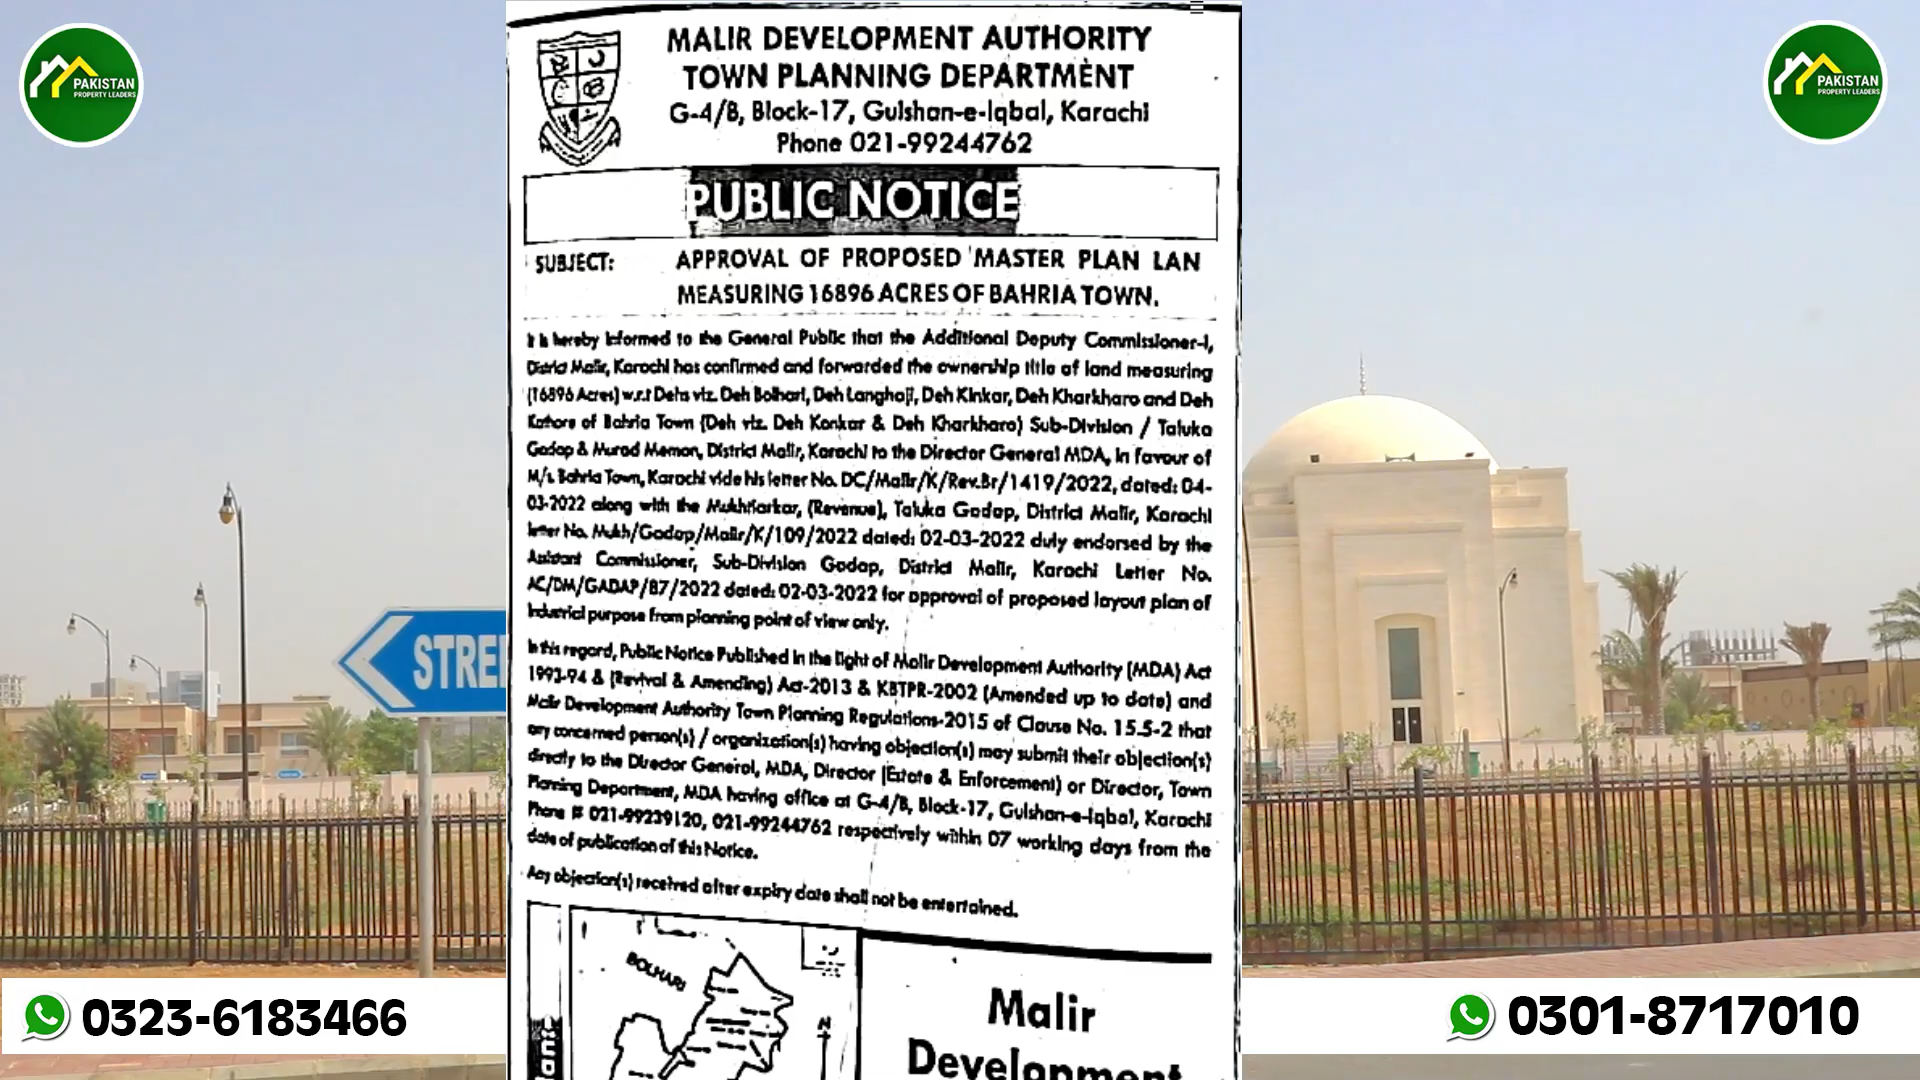 PAKISTAN
PROPERTY LEADERS
PAKISTAN
PROPERTY LEADERS
MALIR DEVELOPMENT AUTHORITY
TOWN PLANNING DEPARTMENT
G-4/B, Block-17, Gulshan-e-Iqbal, Karachi
Phone 021-99244762
PUBLIC NOTICE
SUBJECT: APPROVAL OF PROPOSED MASTER PLAN LAN
MEASURING 16896 ACRES OF BAHRIA TOWN.
It is hereby informed to the General Public that the Additional Deputy Commissioner-I,
District Malir, Karachi has confirmed and forwarded the ownership title of land measuring
(16896 Acres) w.r.t Dehs viz. Deh Bolhari, Deh Langhaji, Deh Kinkar, Deh Kharkharo and Deh
Kathore of Bahria Town (Deh viz. Deh Konkar & Deh Kharkharo) Sub-Division / Taluka
Gadap & Murad Memon, District Malir, Karachi to the Director General MDA, in favour of
M/s. Bahria Town, Karachi vide his letter No. DC/Malir/K/Rev.Br/1419/2022, dated: 04-
03-2022 along with the Mukhtiarkar, (Revenue), Taluka Gadap, District Malir, Karachi
letter No. Mukh/Gadap/Malir/K/109/2022 dated: 02-03-2022 duly endorsed by the
Assistant Commissioner, Sub-Division Gadap, District Malir, Karachi Letter No.
AC/DM/GADAP/87/2022 dated: 02-03-2022 for approval of proposed layout plan of
Industrial purpose from planning point of view only.
In this regard, Public Notice Published in the light of Malir Development Authority (MDA) Act
1993-94 & (Revival & Amending) Act-2013 & KBTPR-2002 (Amended up to date) and
Malir Development Authority Town Planning Regulations-2015 of Clause No. 15.5-2 that
any concerned person(s) / organization(s) having objection(s) may submit their objection(s)
directly to the Director General, MDA, Director (Estate & Enforcement) or Director, Town
Planning Department, MDA having office at G-4/B, Block-17, Gulshan-e-Iqbal, Karachi
Phone # 021-99239120, 021-99244762 respectively within 07 working days from the
date of publication of this Notice.
Any objection(s) received after expiry date shall not be entertained.
BOLHARI
N
Malir
Development
STREE
0323-6183466
0301-8717010